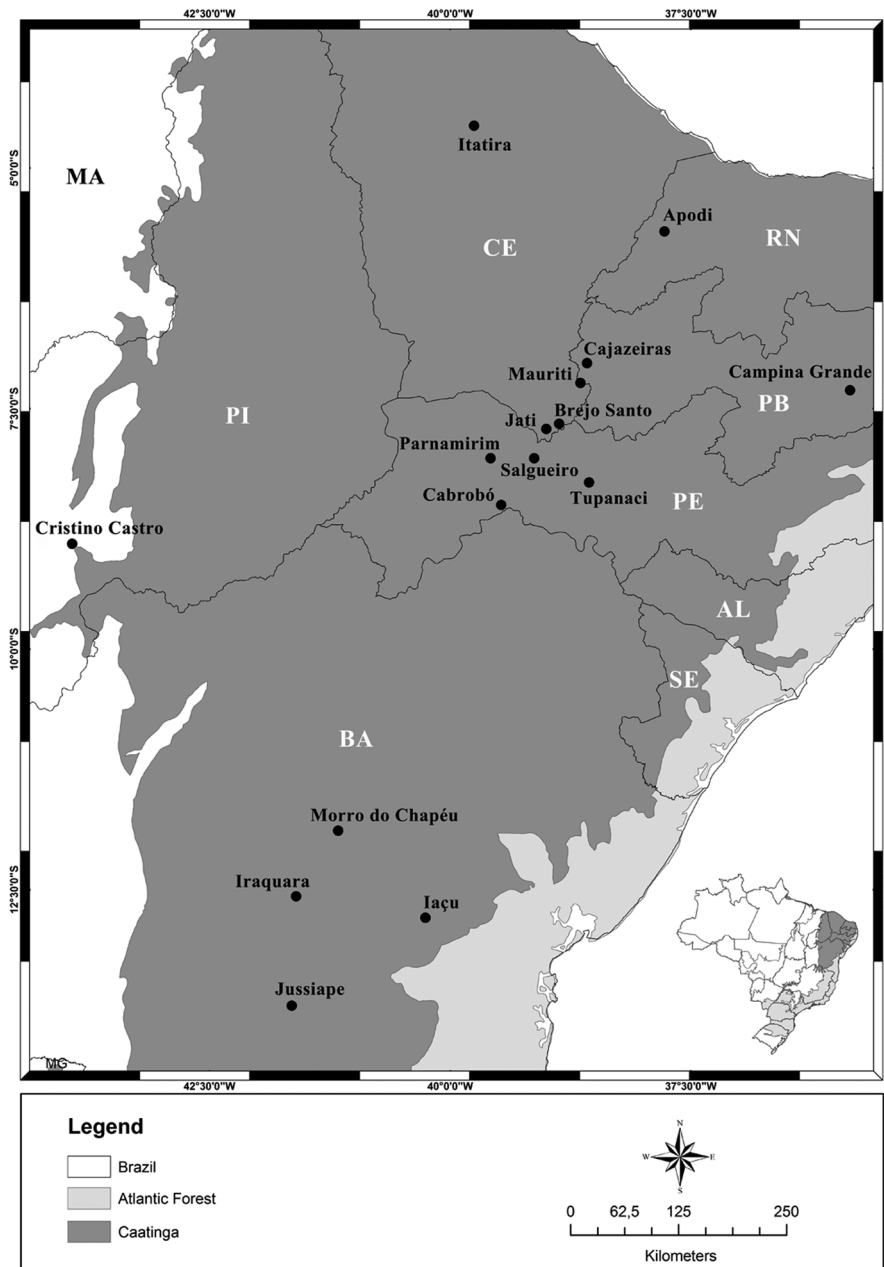 42°30'0"W 40°0'0"W 37°30'0"W
Itatira
5°0'0"S
MA
Apodi
CE
RN
Cajazeiras
Mauriti
Campina Grande
PB
7°30'0"S
PI
Jati
Brejo Santo
Parnamirim
Salgueiro
Tupanaci
PE
Cabrobó
Cristino Castro
AL
10°0'0"S
SE
BA
Morro do Chapéu
12°30'0"S
Iraquara
Iaçu
Jussiape
MG
42°30'0"W 40°0'0"W 37°30'0"W
Legend
Brazil
Atlantic Forest
Caatinga
N
W E
S
0 62,5 125 250
Kilometers